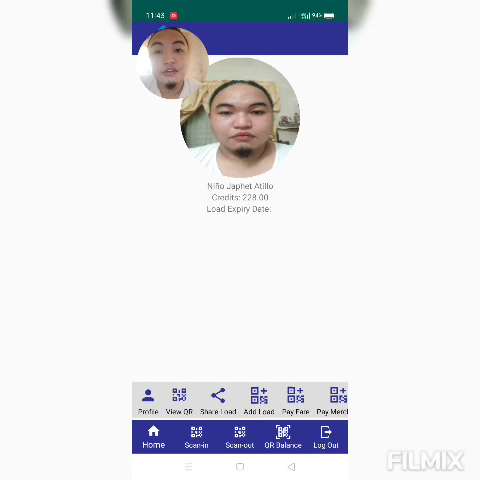 11:43
94%
Niño Japhet Atillo
Credits: 228.00
Load Expiry Date:
Profile View QR Share Load Add Load Pay Fare Pay Merch
Home Scan-in Scan-out QR Balance Log Out
FILMIX